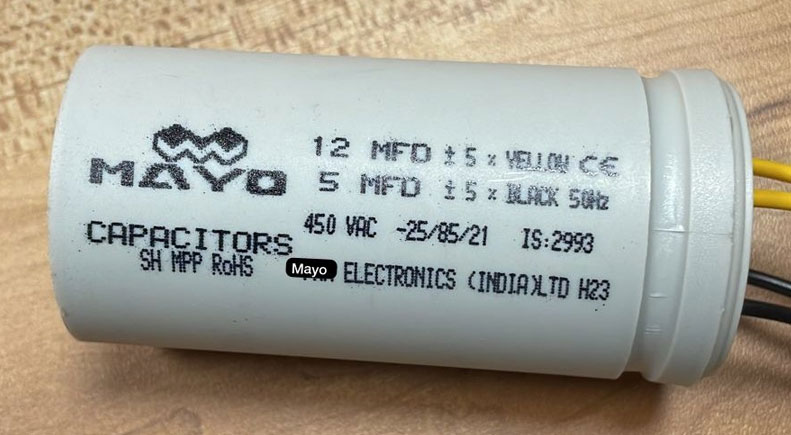 MAYO
CAPACITORS
SH MPP RoHS
12 MFD ± 5 % YELLOW CE
5 MFD ± 5 % BLACK 50Hz
450 VAC -25/85/21 IS:2993
Mayo ELECTRONICS (INDIA)LTD H23